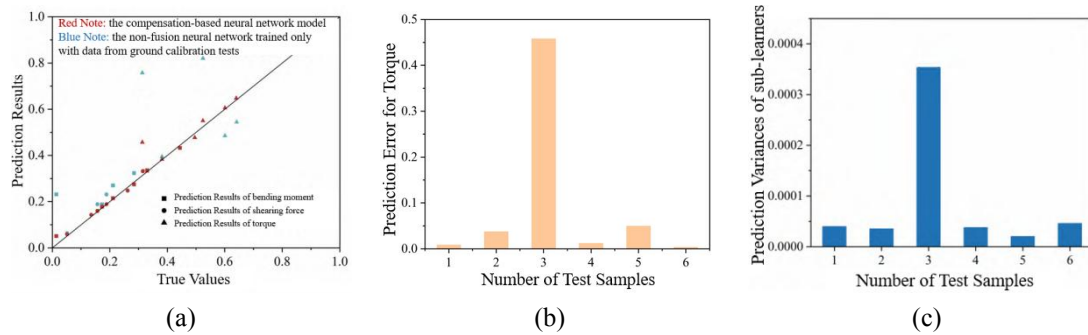 Red Note: the compensation-based neural network model
Blue Note: the non-fusion neural network trained only
with data from ground calibration tests
Prediction Results
1.0
0.8
0.6
0.4
0.2
0.0
Prediction Results of bending moment
Prediction Results of shearing force
Prediction Results of torque
0.0 0.2 0.4 0.6 0.8 1.0
True Values
(a)
Prediction Error for Torque
0.5
0.4
0.3
0.2
0.1
0.0
1 2 3 4 5 6
Number of Test Samples
(b)
Prediction Variances of sub-learners
0.0004
0.0003
0.0002
0.0001
0.0000
1 2 3 4 5 6
Number of Test Samples
(c)